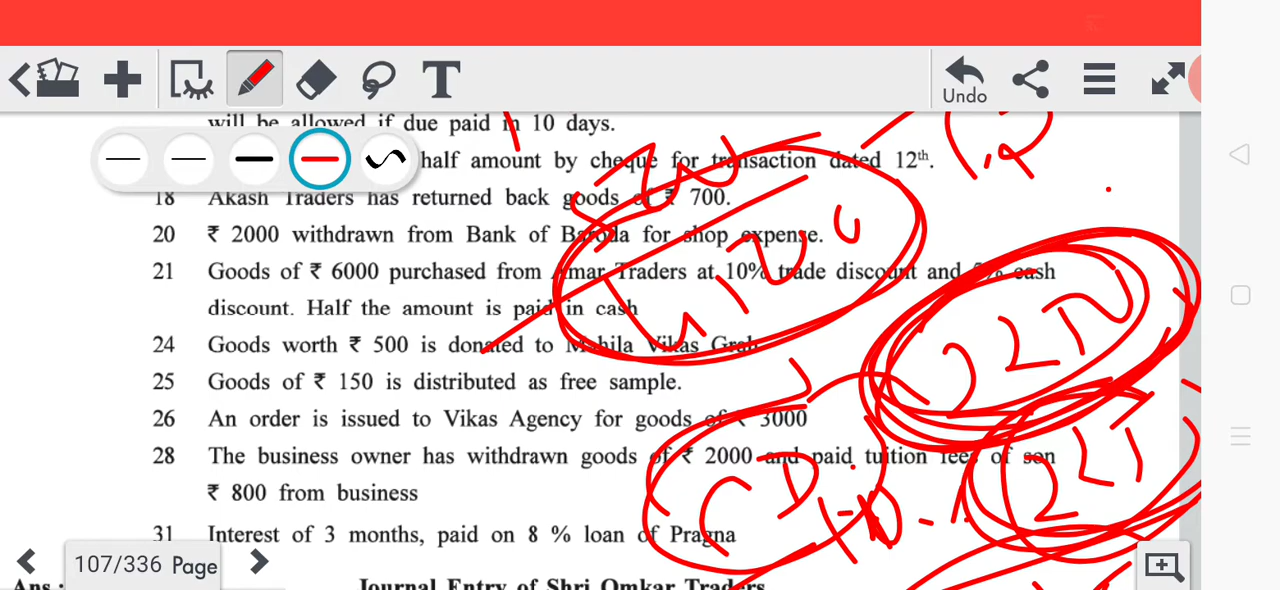 T
Undo
will be allowed if due paid in 10 days.
half amount by cheque for transaction dated 12th.
18 Akash Traders has returned back goods of ₹ 700.
20 ₹ 2000 withdrawn from Bank of Baroda for shop expense.
21 Goods of ₹ 6000 purchased from Amar Traders at 10% trade discount and cash
discount. Half the amount is paid in cash
24 Goods worth ₹ 500 is donated to Mahila Vikas Grah
25 Goods of ₹ 150 is distributed as free sample.
26 An order is issued to Vikas Agency for goods of ₹ 3000
28 The business owner has withdrawn goods of ₹ 2000 and paid tuition fees of son
₹ 800 from business
31 Interest of 3 months, paid on 8 % loan of Pragna
107/336 Page
Ans :
Journal Entry of Shri Omkar Traders
CD